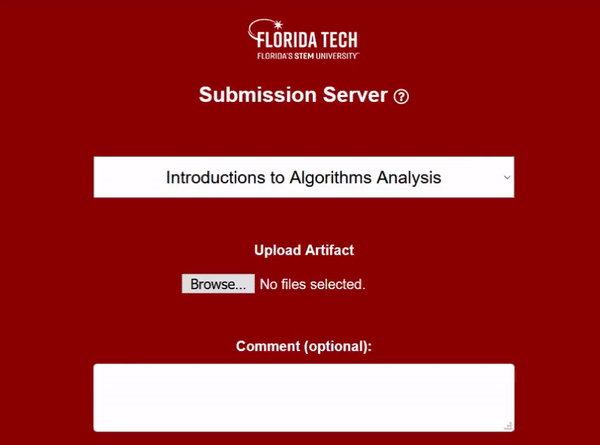 FLORIDA TECH
FLORIDA'S STEM UNIVERSITY™
Submission Server ?
Introductions to Algorithms Analysis
Upload Artifact
Browse... No files selected.
Comment (optional):